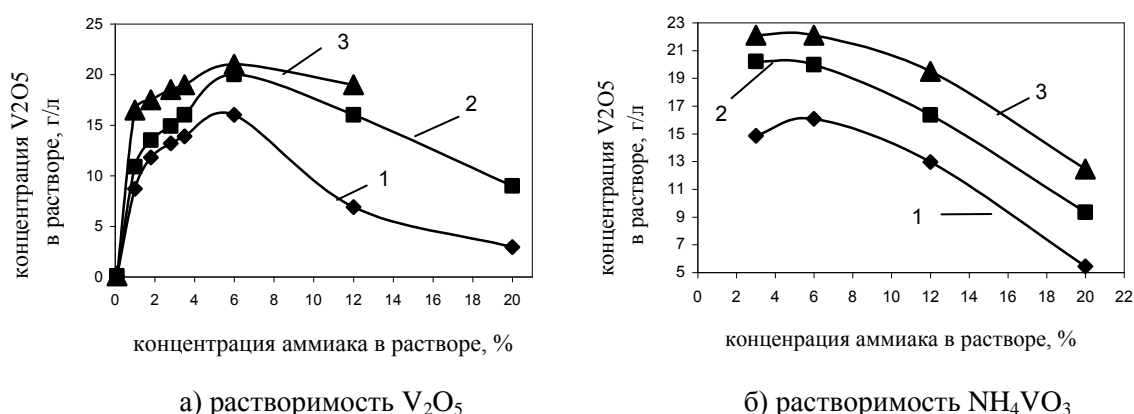 концентрация V2O5
в растворе, г/л
25
20
15
10
5
0
0 2 4 6 8 10 12 14 16 18 20
3
2
1
концентрация аммиака в растворе, %
а) растворимость V₂O₅
концентрация V2O5
в растворе, г/л
23
21
19
17
15
13
11
9
7
5
0 2 4 6 8 10 12 14 16 18 20 22
2
3
1
конценрация аммиака в растворе, %
б) растворимость NH₄VO₃